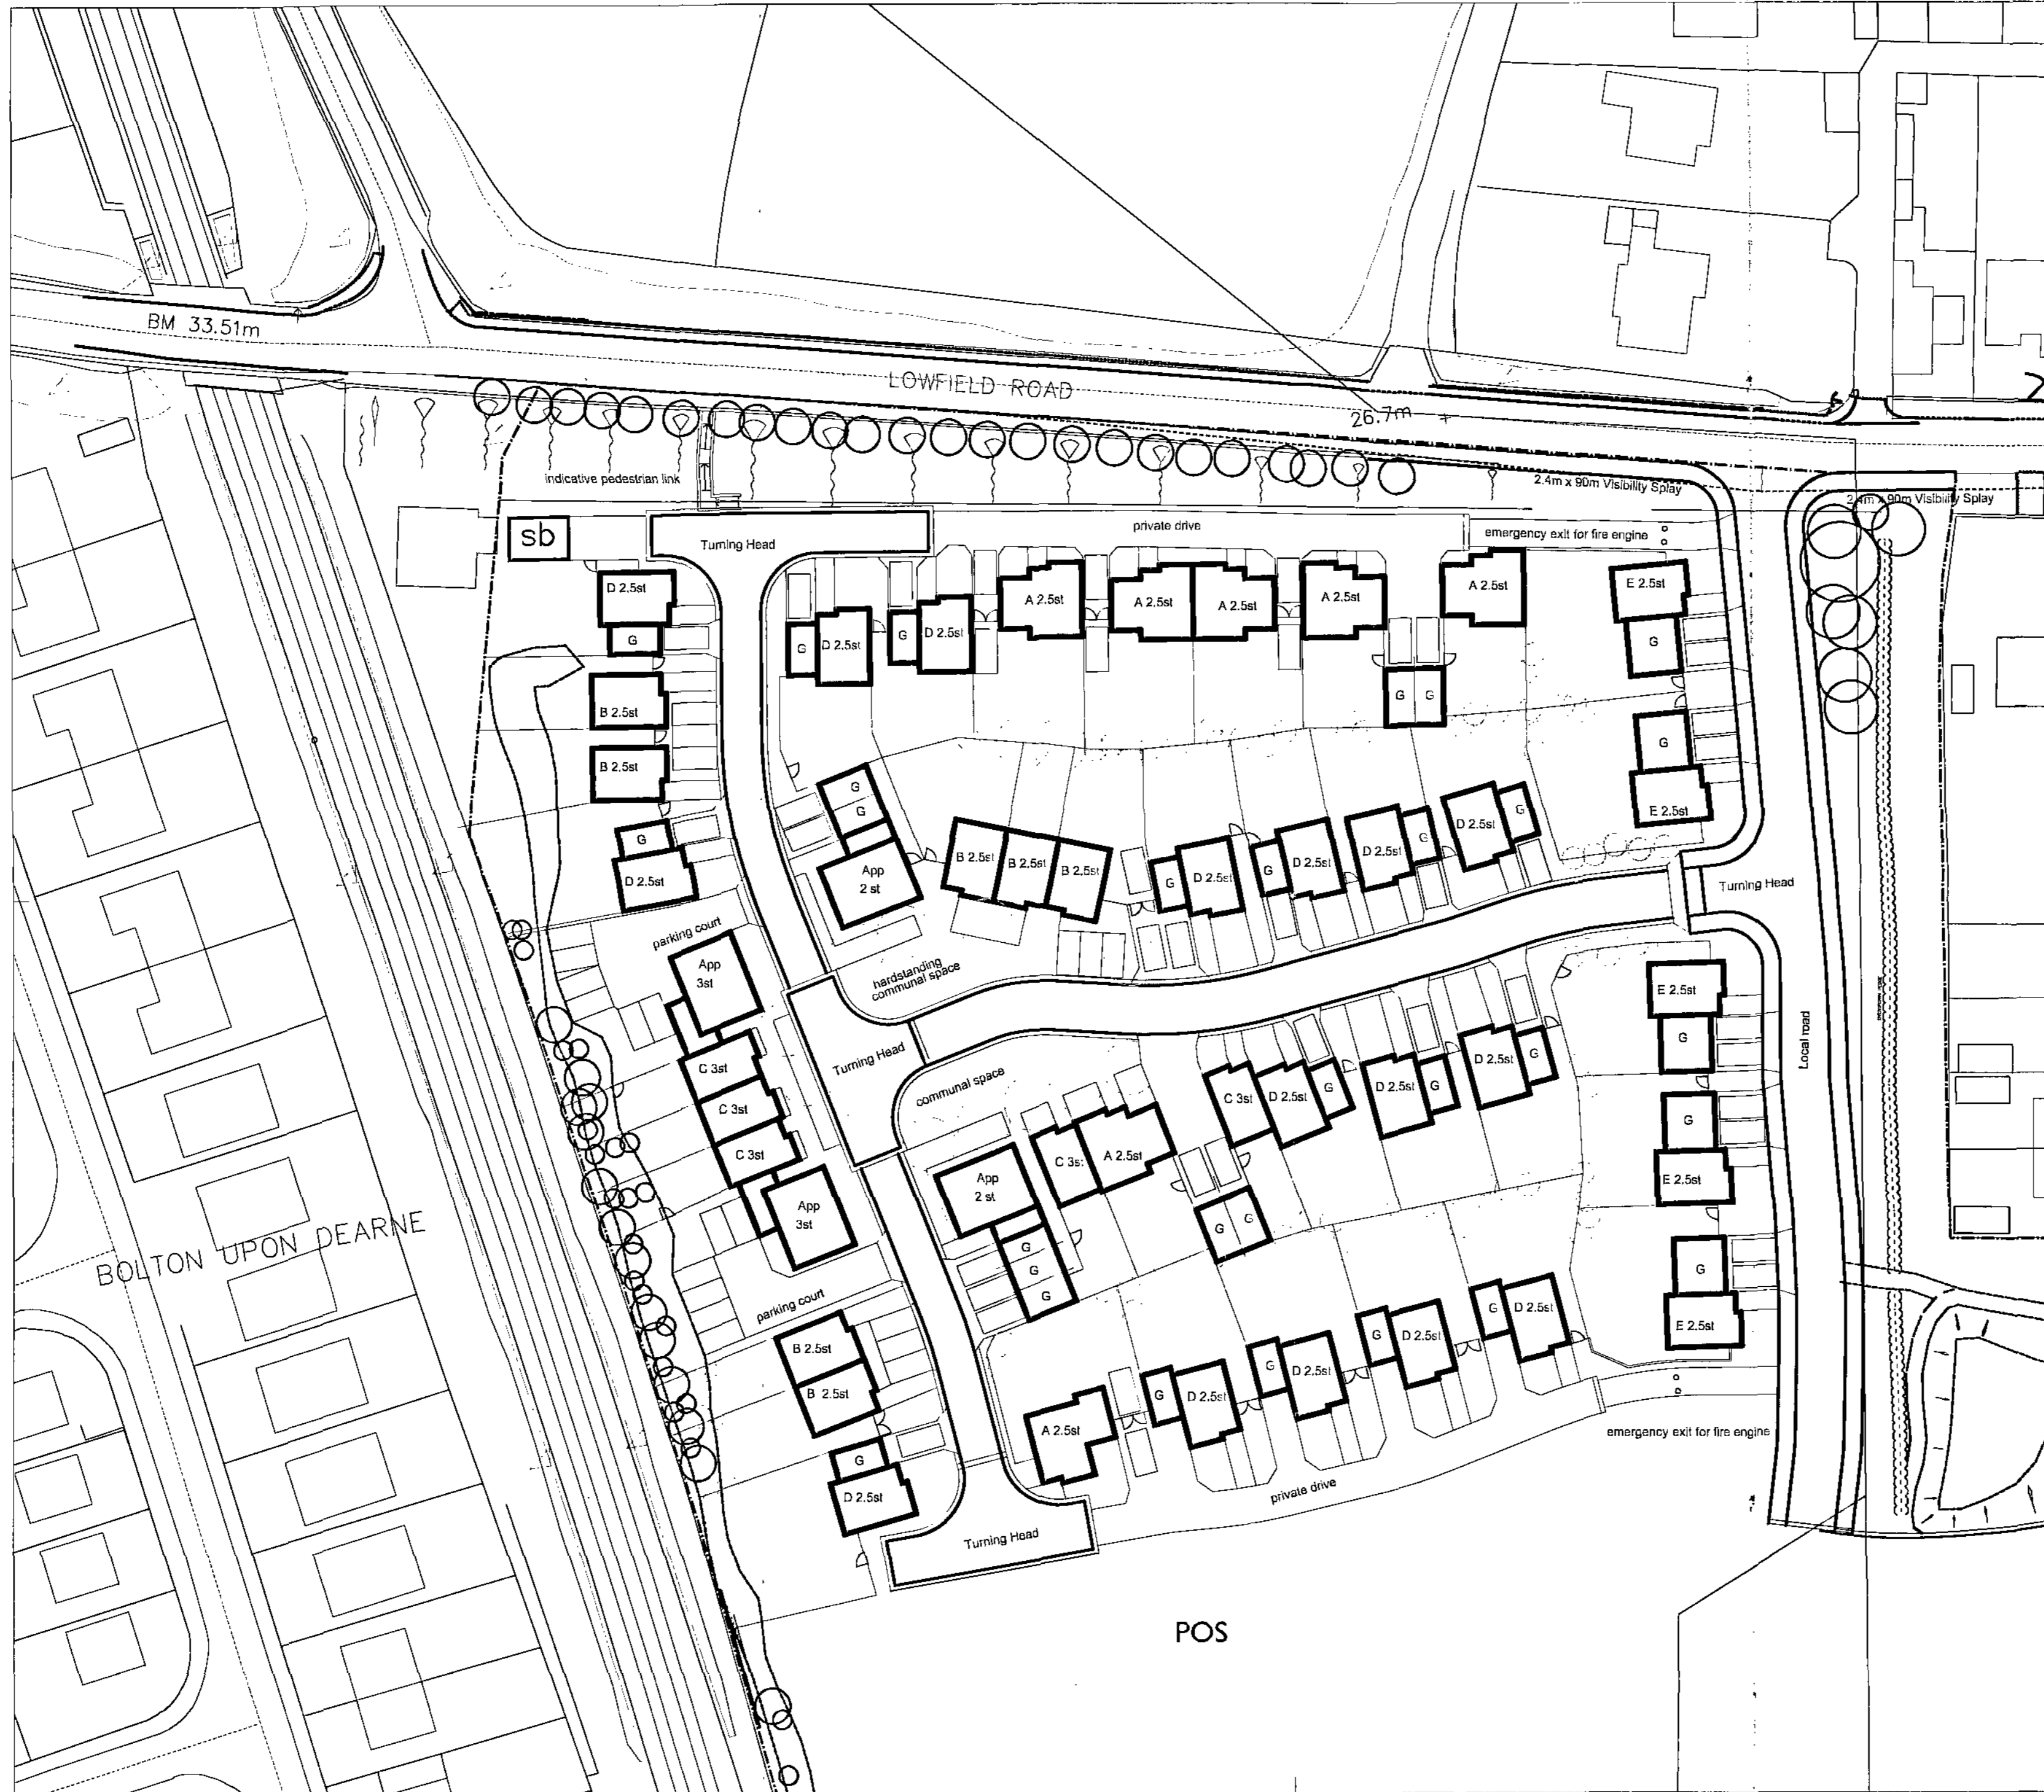 BM 33.51m
LOWFIELD ROAD
26.7m +
indicative pedestrian link
2.4m x 90m Visibility Splay
2.4m x 90m Visibility Splay
sb
Turning Head
private drive
emergency exit for fire engine
D 2.5st
G
A 2.5st
A 2.5st
A 2.5st
A 2.5st
A 2.5st
E 2.5st
G
G
D 2.5st
G
D 2.5st
G
G
B 2.5st
B 2.5st
G
E 2.5st
G
D 2.5st
G
G
App
2 st
B 2.5st
B 2.5st
B 2.5st
G
D 2.5st
G
D 2.5st
D 2.5st
G
D 2.5st
G
Turning Head
parking court
App
3st
hardstanding
communal space
E 2.5st
G
Local road
C 3st
C 3st
C 3st
App
3st
Turning Head
communal space
C 3st
D 2.5st
G
D 2.5st
G
D 2.5st
G
G
E 2.5st
App
2 st
C 3st
A 2.5st
G
G
G
G
G
BOLTON UPON DEARNE
parking court
G
E 2.5st
B 2.5st
B 2.5st
G
D 2.5st
A 2.5st
G
D 2.5st
G
D 2.5st
G
D 2.5st
G
D 2.5st
emergency exit for fire engine
private drive
Turning Head
POS